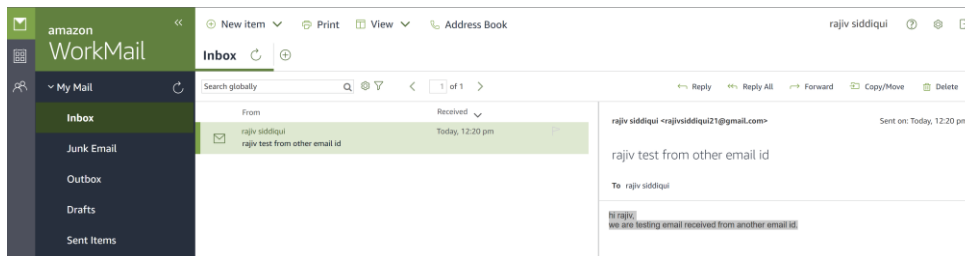 amazon
WorkMail
<<
New item
Print
View
Address Book
rajiv siddiqui
Inbox
My Mail
Inbox
Junk Email
Outbox
Drafts
Sent Items
Search globally
1 of 1
From
Received
rajiv siddiqui
Today, 12:20 pm
rajiv test from other email id
Reply
Reply All
Forward
Copy/Move
Delete
rajiv siddiqui <rajivsiddiqui21@gmail.com>
Sent on: Today, 12:20 pm
rajiv test from other email id
To rajiv siddiqui
hi rajiv,
we are testing email received from another email id.